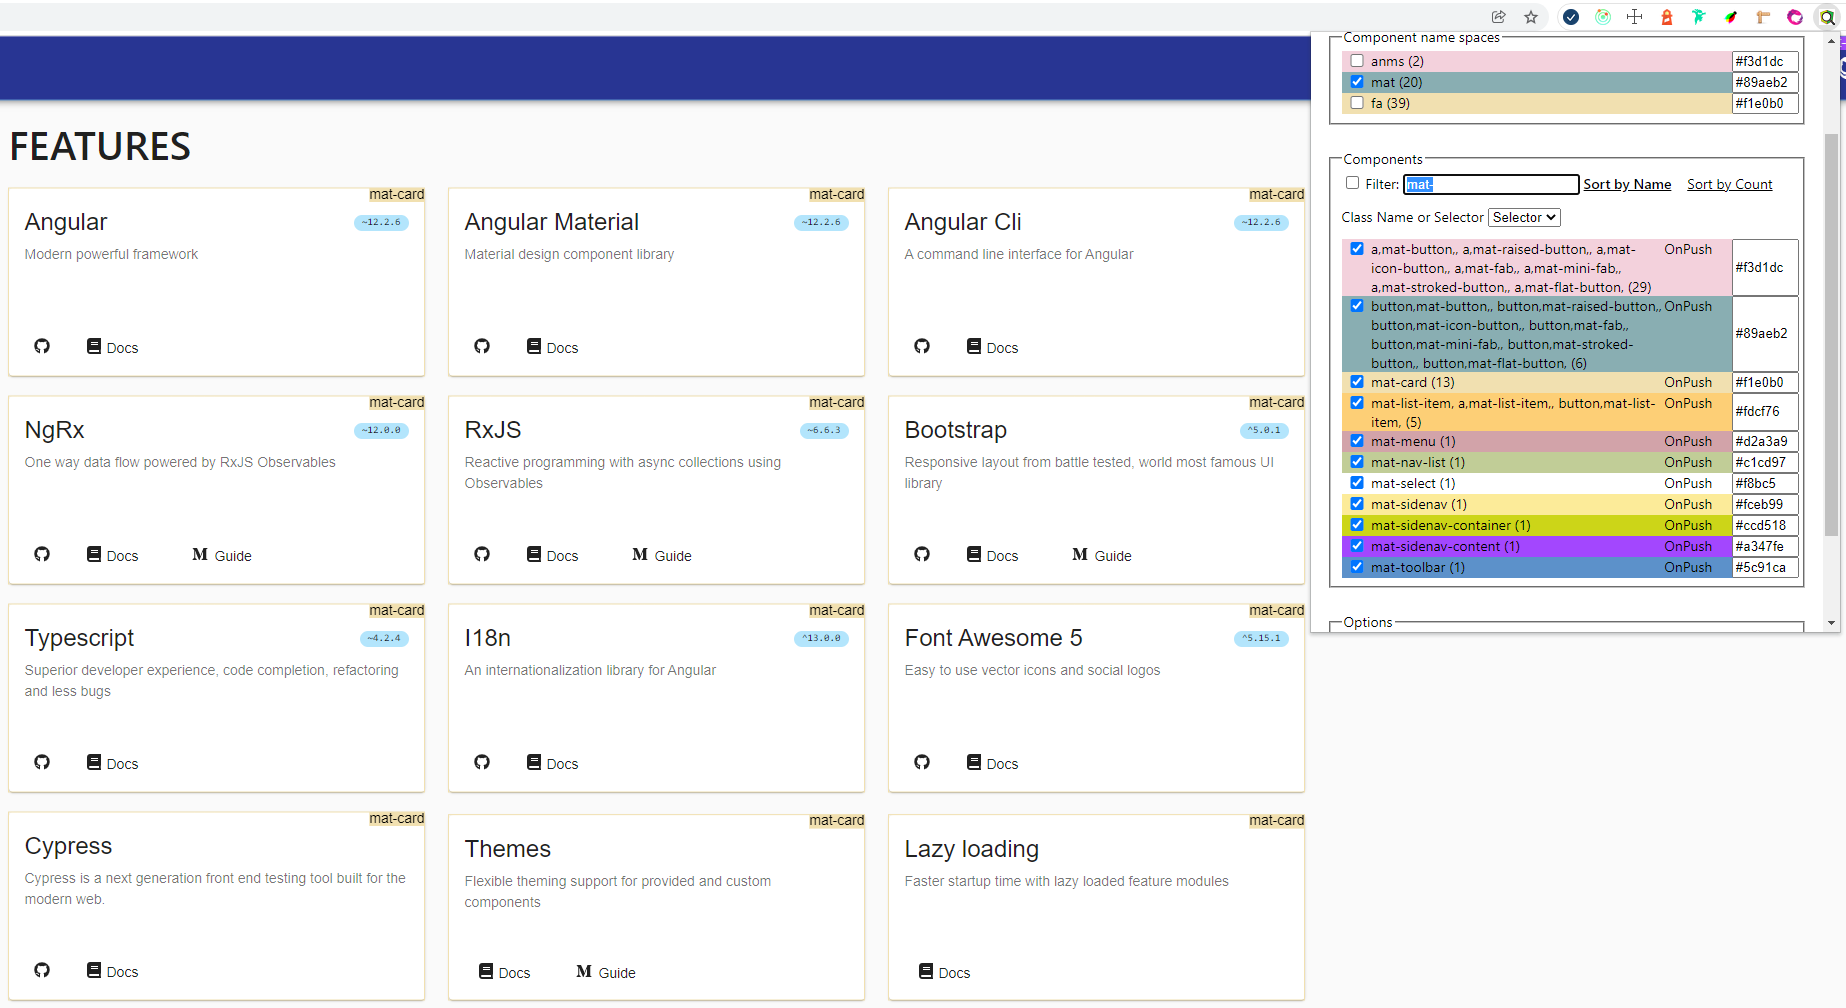 FEATURES
mat-card
Angular
~12.2.6
Modern powerful framework
Docs
mat-card
Angular Material
~12.2.6
Material design component library
Docs
mat-card
Angular Cli
~12.2.6
A command line interface for Angular
Docs
mat-card
NgRx
~12.0.0
One way data flow powered by RxJS Observables
Docs
M Guide
mat-card
RxJS
~6.6.3
Reactive programming with async collections using
Observables
Docs
M Guide
mat-card
Bootstrap
^5.0.1
Responsive layout from battle tested, world most famous UI
library
Docs
M Guide
mat-card
Typescript
~4.2.4
Superior developer experience, code completion, refactoring
and less bugs
Docs
mat-card
I18n
^13.0.0
An internationalization library for Angular
Docs
mat-card
Font Awesome 5
^5.15.1
Easy to use vector icons and social logos
Docs
mat-card
Cypress
Cypress is a next generation front end testing tool built for the
modern web.
Docs
mat-card
Themes
Flexible theming support for provided and custom
components
Docs
M Guide
mat-card
Lazy loading
Faster startup time with lazy loaded feature modules
Docs
Component name spaces
anms (2) #f3d1dc
mat (20) #89aeb2
fa (39) #f1e0b0
Components
Filter: mat- Sort by Name Sort by Count
Class Name or Selector Selector
a,mat-button,, a,mat-raised-button,, a,mat- OnPush
icon-button,, a,mat-fab,, a,mat-mini-fab,, #f3d1dc
a,mat-stroked-button,, a,mat-flat-button, (29)
button,mat-button,, button,mat-raised-button,, OnPush
button,mat-icon-button,, button,mat-fab,, #89aeb2
button,mat-mini-fab,, button,mat-stroked-
button,, button,mat-flat-button, (6)
mat-card (13) OnPush #f1e0b0
mat-list-item, a,mat-list-item,, button,mat-list- OnPush #fdcf76
item, (5)
mat-menu (1) OnPush #d2a3a9
mat-nav-list (1) OnPush #c1cd97
mat-select (1) OnPush #f8bc5
mat-sidenav (1) OnPush #fceb99
mat-sidenav-container (1) OnPush #ccd518
mat-sidenav-content (1) OnPush #a347fe
mat-toolbar (1) OnPush #5c91ca
Options